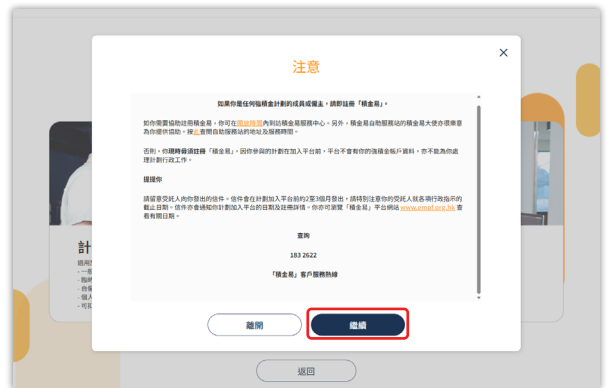 注意
如果你是任何強積金計劃的成員或僱主，請即註冊「積金易」。
如你需要協助註冊積金易，你可在開放時間內到訪積金易服務中心。另外，積金易自助服務站的積金易大使亦很樂意
為你提供協助。按此查閱自助服務站的地址及服務時間。
否則，你現時毋須註冊「積金易」，因你參與的計劃在加入平台前，平台不會有你的強積金帳戶資料，亦不能為你處
理計劃行政工作。
提提你
請留意受託人向你發出的信件。信件會在計劃加入平台前約2至3個月發出，請特別注意你的受託人就各項行政指示的
截止日期。信件亦會通知你計劃加入平台的日期及註冊詳情。你亦可瀏覽「積金易」平台網站 www.empf.org.hk 查
看有關日期。
查詢
183 2622
「積金易」客戶服務熱線
離開
繼續
計
適用
- 一般
- 臨時
- 自僱
- 個人
- 可扣
返回